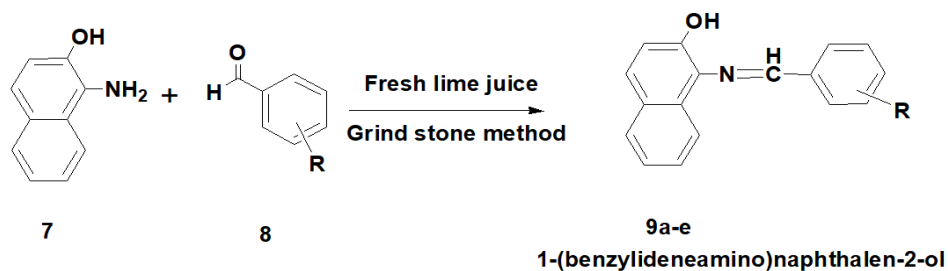 OH
NH2
+
O
H
R
7
8
Fresh lime juice
Grind stone method
OH
H
N
R
9a-e
1-(benzylideneamino)naphthalen-2-ol